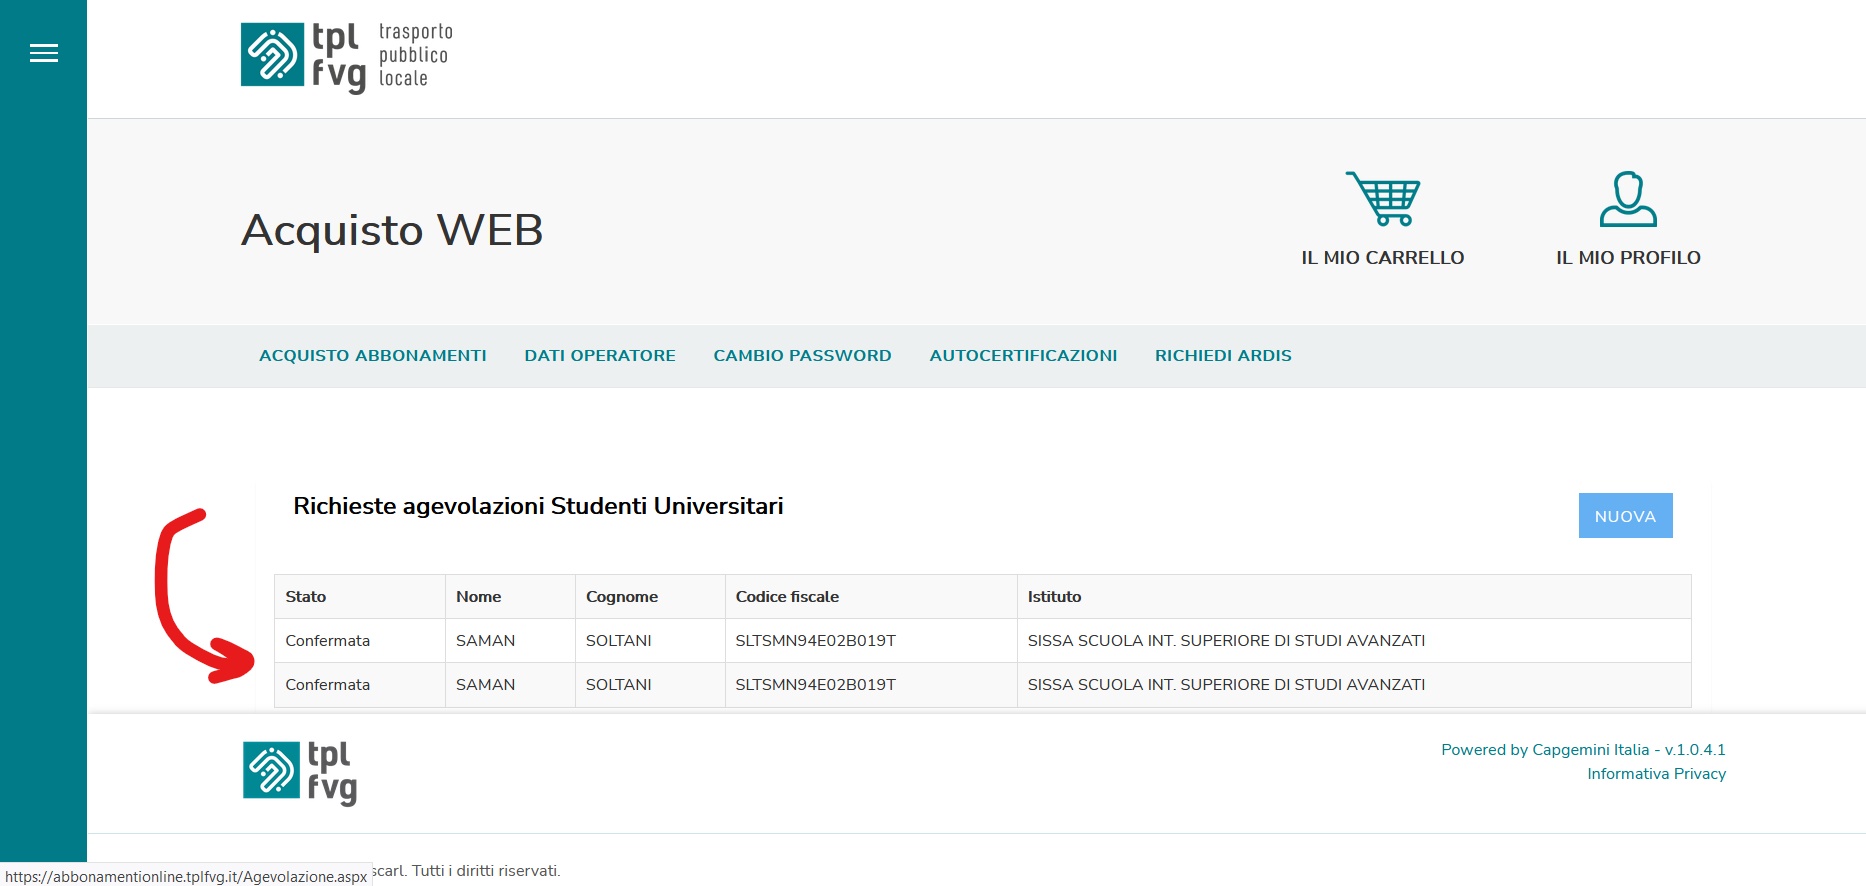 tpl fvg
trasporto pubblico locale
Acquisto WEB
IL MIO CARRELLO
IL MIO PROFILO
ACQUISTO ABBONAMENTI DATI OPERATORE CAMBIO PASSWORD AUTOCERTIFICAZIONI RICHIEDI ARDIS
Richieste agevolazioni Studenti Universitari
NUOVA
Stato Nome Cognome Codice fiscale Istituto
Confermata SAMAN SOLTANI SLTSMN94E02B019T SISSA SCUOLA INT. SUPERIORE DI STUDI AVANZATI
Confermata SAMAN SOLTANI SLTSMN94E02B019T SISSA SCUOLA INT. SUPERIORE DI STUDI AVANZATI
tpl fvg
Powered by Capgemini Italia - v.1.0.4.1
Informativa Privacy
scarl. Tutti i diritti riservati.
https://abbonamentionline.tplfvg.it/Agevolazione.aspx